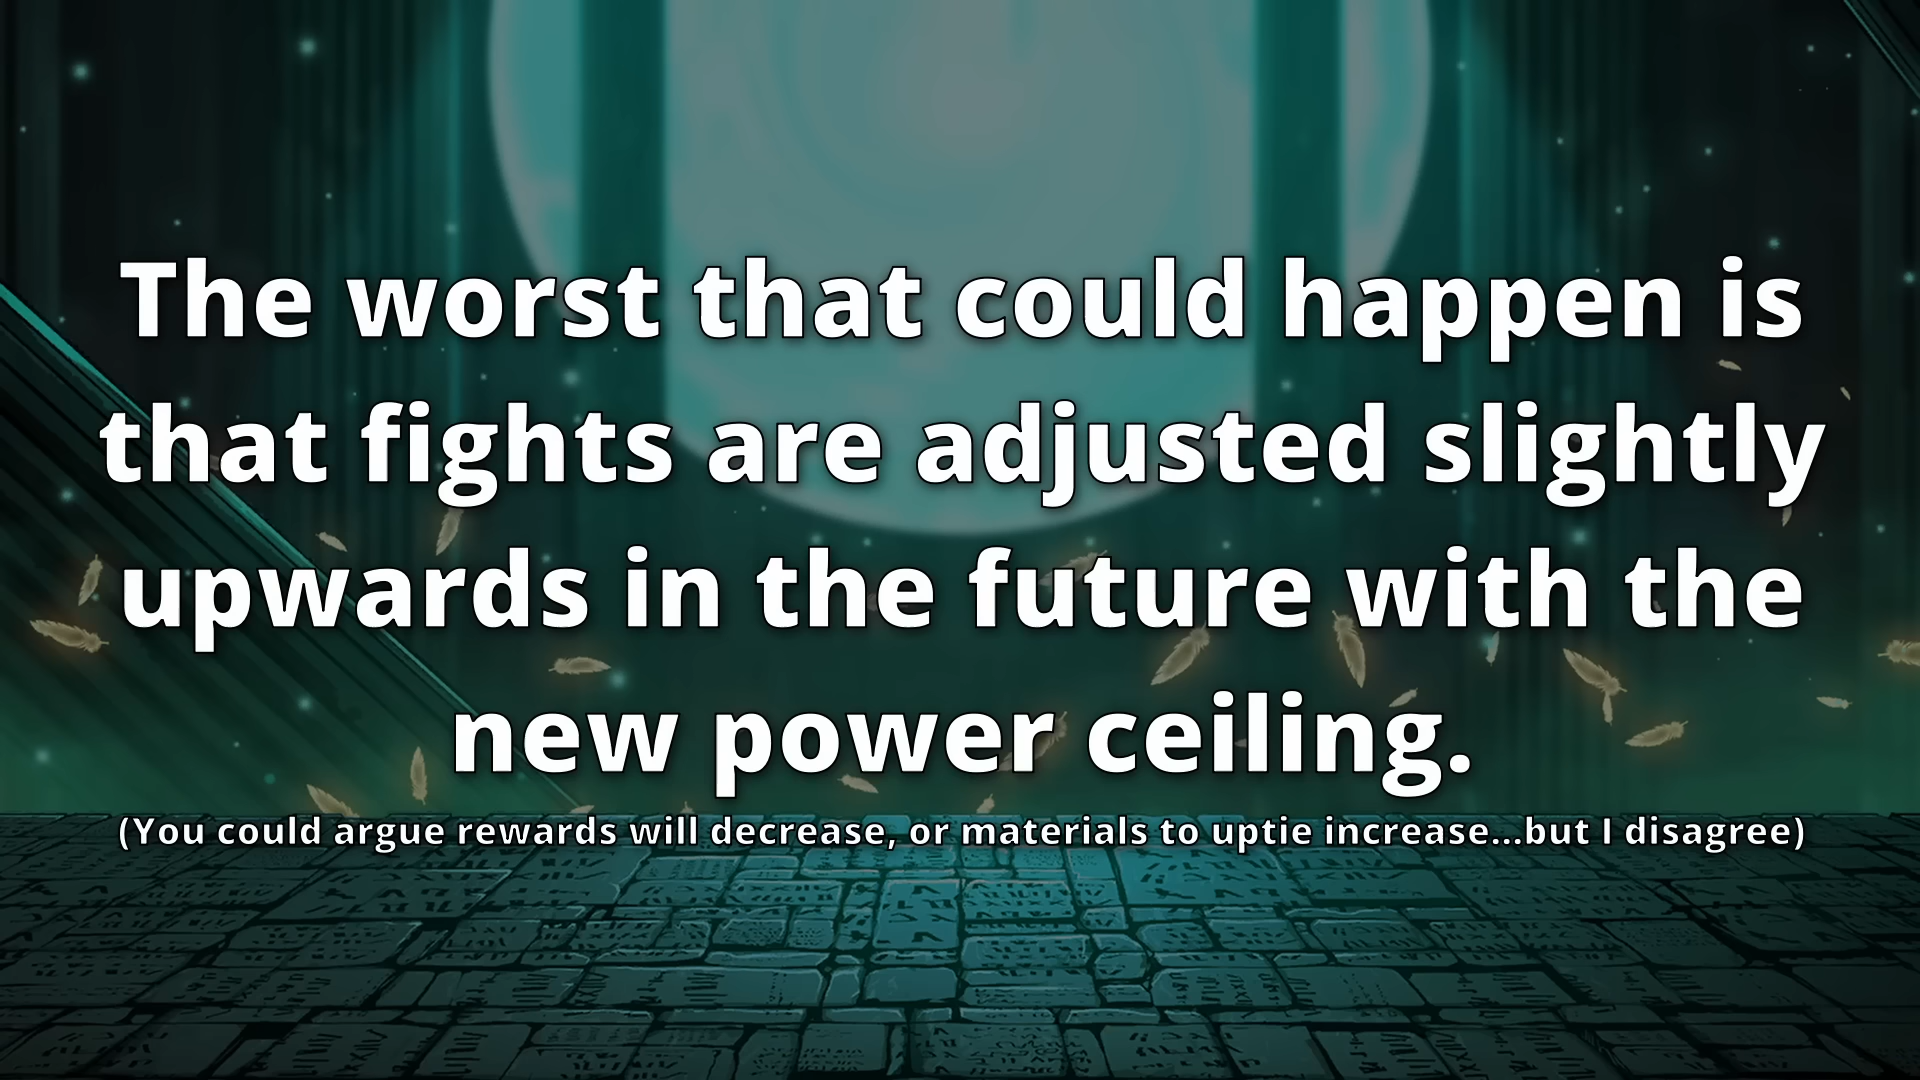 The worst that could happen is
that fights are adjusted slightly
upwards in the future with the
new power ceiling.
(You could argue rewards will decrease, or materials to uptie increase...but I disagree)